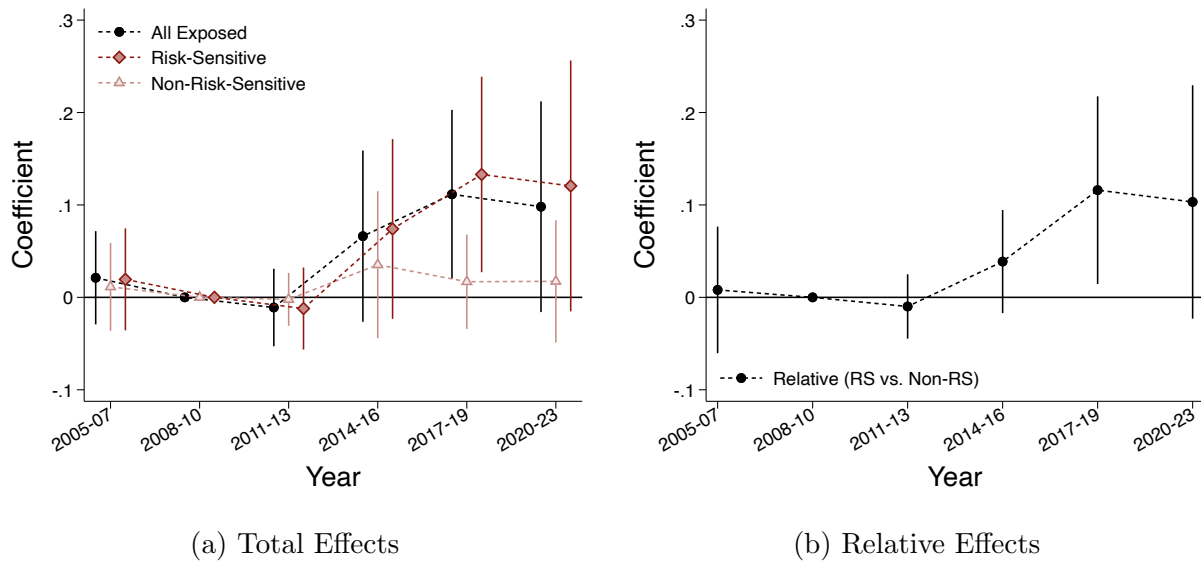 .3
.2
.1
0
-.1
Coefficient
All Exposed
Risk-Sensitive
Non-Risk-Sensitive
2005-07
2008-10
2011-13
2014-16
2017-19
2020-23
Year
(a) Total Effects
.3
.2
.1
0
-.1
Coefficient
Relative (RS vs. Non-RS)
2005-07
2008-10
2011-13
2014-16
2017-19
2020-23
Year
(b) Relative Effects